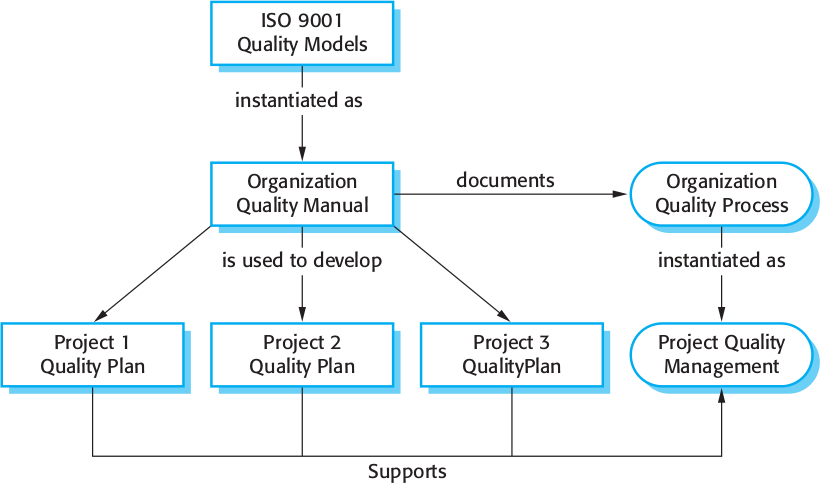 ISO 9001
Quality Models
instantiated as
Organization
Quality Manual
documents
Organization
Quality Process
is used to develop
instantiated as
Project 1
Quality Plan
Project 2
Quality Plan
Project 3
QualityPlan
Project Quality
Management
Supports